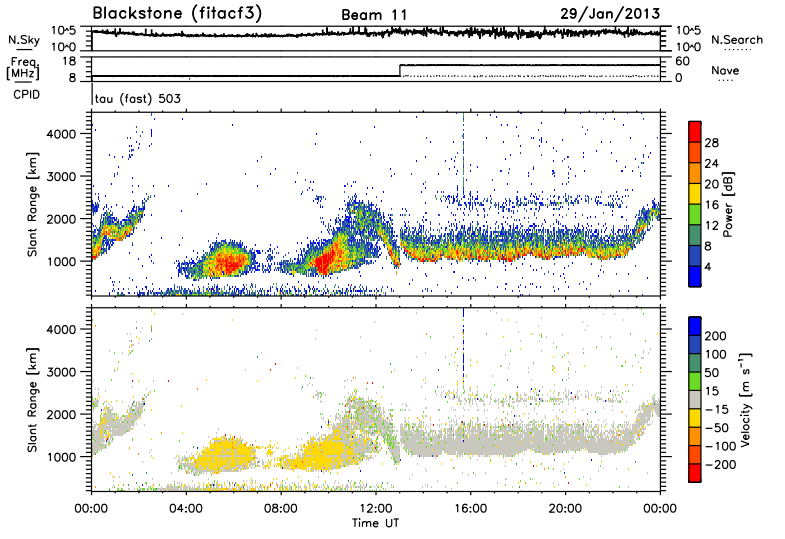 Blackstone (fitacf3) Beam 11 29/Jan/2013
N.Sky 10^5 10^0 10^5 10^0 N.Search
Freq. [MHz] 18 8 60 0 Nave
CPID tau (fast) 503
Slant Range [km] 4000 3000 2000 1000
28 24 20 16 12 8 4 Power [dB]
Slant Range [km] 4000 3000 2000 1000
200 100 50 15 −15 −50 −100 −200 Velocity [m s⁻¹]
00:00 04:00 08:00 12:00 16:00 20:00 00:00
Time UT